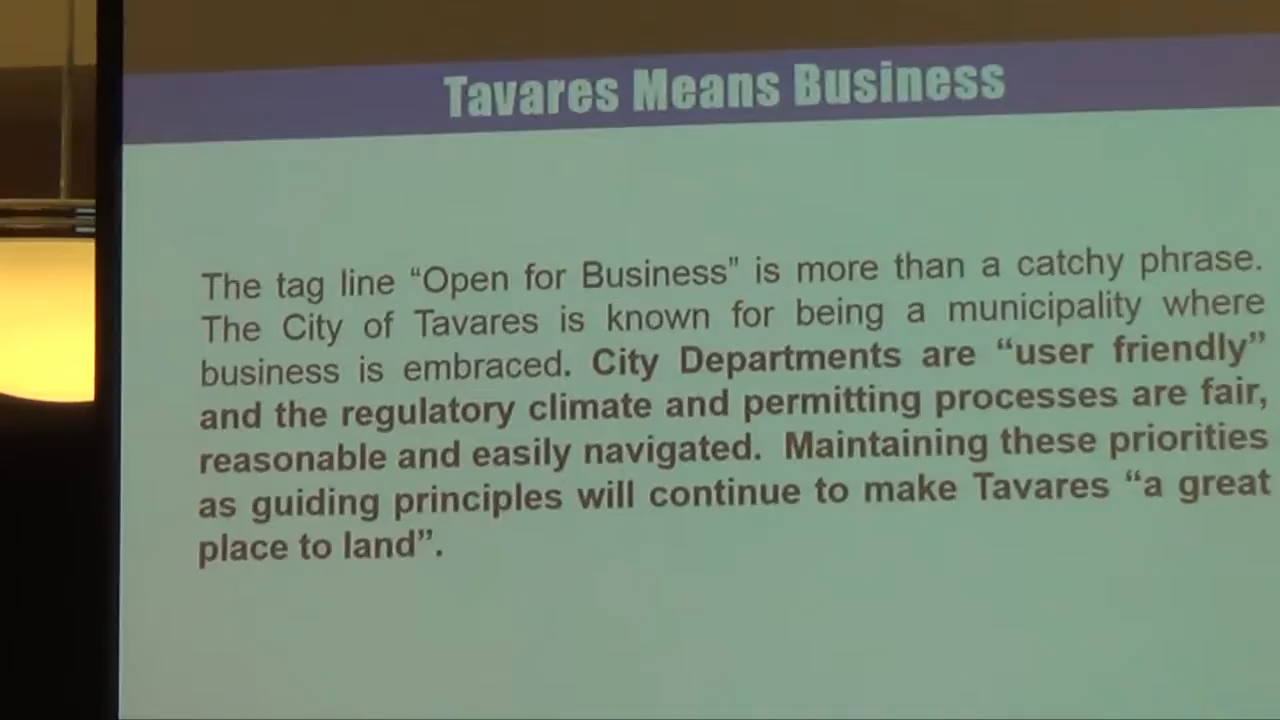 Tavares Means Business
The tag line “Open for Business” is more than a catchy phrase.
The City of Tavares is known for being a municipality where
business is embraced. City Departments are “user friendly”
and the regulatory climate and permitting processes are fair,
reasonable and easily navigated. Maintaining these priorities
as guiding principles will continue to make Tavares “a great
place to land”.